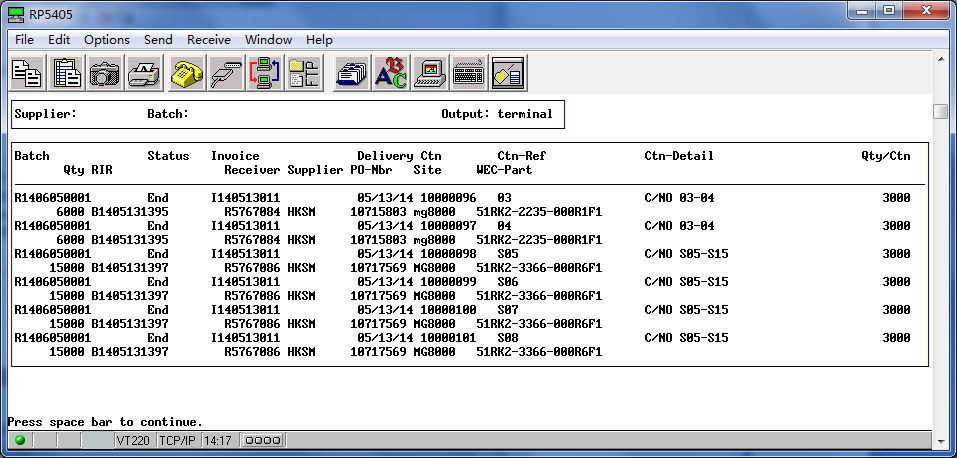 RP5405
File Edit Options Send Receive Window Help
Supplier: Batch: Output: terminal
Batch Status Invoice Delivery Ctn Ctn-Ref Ctn-Detail Qty/Ctn
Qty RIR Receiver Supplier PO-Nbr Site WEC-Part
R1406050001 End I140513011 05/13/14 10000096 03 C/NO 03-04 3000
6000 B1405131395 R5767084 HKSM 10715803 mg8000 51RK2-2235-000R1F1
R1406050001 End I140513011 05/13/14 10000097 04 C/NO 03-04 3000
6000 B1405131395 R5767084 HKSM 10715803 mg8000 51RK2-2235-000R1F1
R1406050001 End I140513011 05/13/14 10000098 S05 C/NO S05-S15 3000
15000 B1405131397 R5767086 HKSM 10717569 MG8000 51RK2-3366-000R6F1
R1406050001 End I140513011 05/13/14 10000099 S06 C/NO S05-S15 3000
15000 B1405131397 R5767086 HKSM 10717569 MG8000 51RK2-3366-000R6F1
R1406050001 End I140513011 05/13/14 10000100 S07 C/NO S05-S15 3000
15000 B1405131397 R5767086 HKSM 10717569 MG8000 51RK2-3366-000R6F1
R1406050001 End I140513011 05/13/14 10000101 S08 C/NO S05-S15 3000
15000 B1405131397 R5767086 HKSM 10717569 MG8000 51RK2-3366-000R6F1
Press space bar to continue.
VT220 TCP/IP 14:17